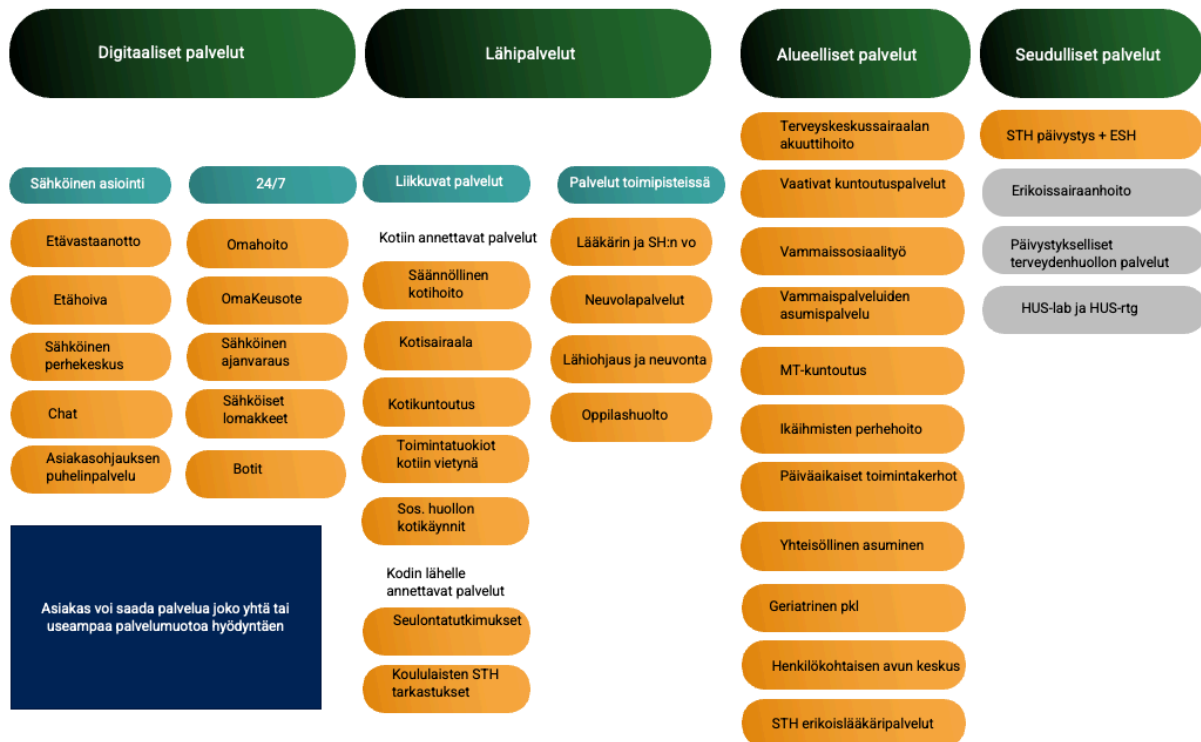 Digitaaliset palvelut
Lähipalvelut
Alueelliset palvelut
Seudulliset palvelut
Sähköinen asiointi
Etävastaanotto
Etähoiva
Sähköinen
perhekeskus
Chat
Asiakasohjauksen
puhelinpalvelu
24/7
Omahoito
OmaKeusote
Sähköinen
ajanvaraus
Sähköiset
lomakkeet
Botit
Asiakas voi saada palvelua joko yhtä tai
useampaa palvelumuotoa hyödyntäen
Liikkuvat palvelut
Kotiin annettavat palvelut
Säännöllinen
kotihoito
Kotisairaala
Kotikuntoutus
Toimintatuokiot
kotiin vietynä
Sos. huollon
kotikäynnit
Kodin lähelle
annettavat palvelut
Seulontatutkimukset
Koululaisten STH
tarkastukset
Palvelut toimipisteissä
Lääkärin ja SH:n vo
Neuvolapalvelut
Lähiohjaus ja neuvonta
Oppilashuolto
Terveyskeskussairaalan
akuuttihoito
Vaativat kuntoutuspalvelut
Vammaissosiaalityö
Vammaispalveluiden
asumispalvelu
MT-kuntoutus
Ikäihmisten perhehoito
Päiväaikaiset toimintakerhot
Yhteisöllinen asuminen
Geriatrinen pkl
Henkilökohtaisen avun keskus
STH erikoislääkäripalvelut
STH päivystys + ESH
Erikoissairaanhoito
Päivystykselliset
terveydenhuollon palvelut
HUS-lab ja HUS-rtg